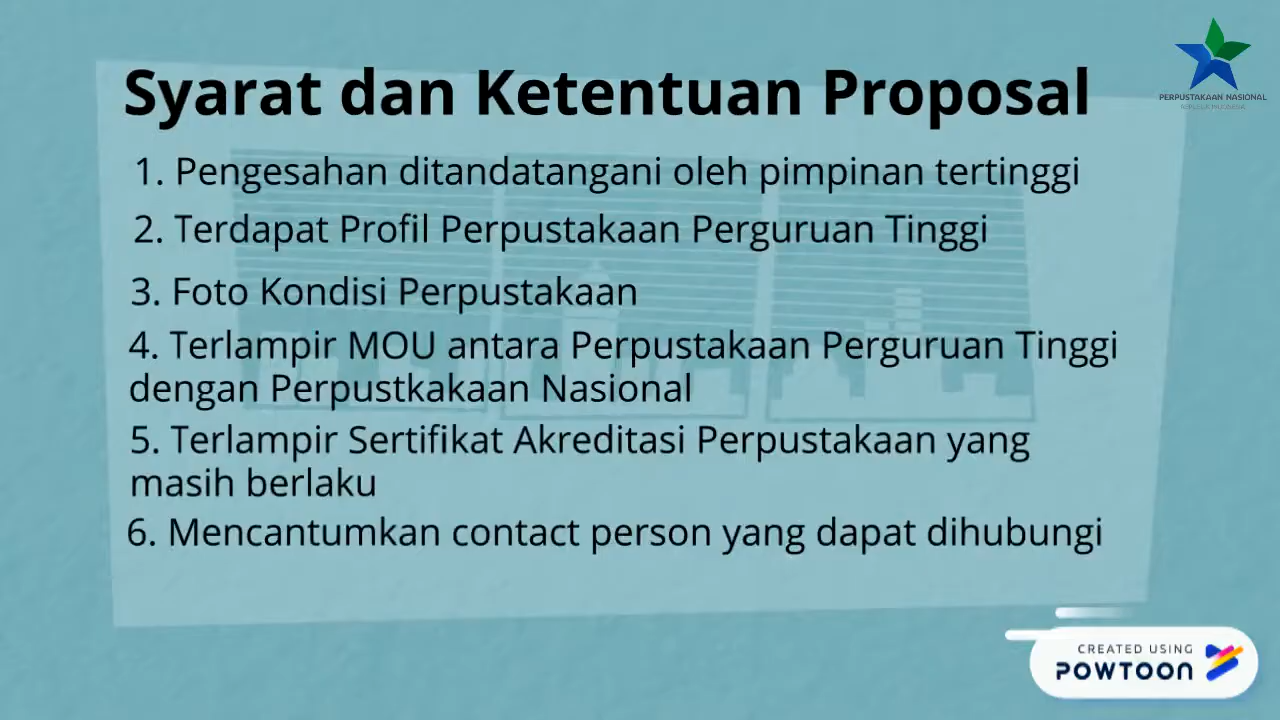 Syarat dan Ketentuan Proposal
PERPUSTAKAAN NASIONAL
REPUBLIK INDONESIA
1. Pengesahan ditandatangani oleh pimpinan tertinggi
2. Terdapat Profil Perpustakaan Perguruan Tinggi
3. Foto Kondisi Perpustakaan
4. Terlampir MOU antara Perpustakaan Perguruan Tinggi
dengan Perpustkakaan Nasional
5. Terlampir Sertifikat Akreditasi Perpustakaan yang
masih berlaku
6. Mencantumkan contact person yang dapat dihubungi
CREATED USING
POWTOON